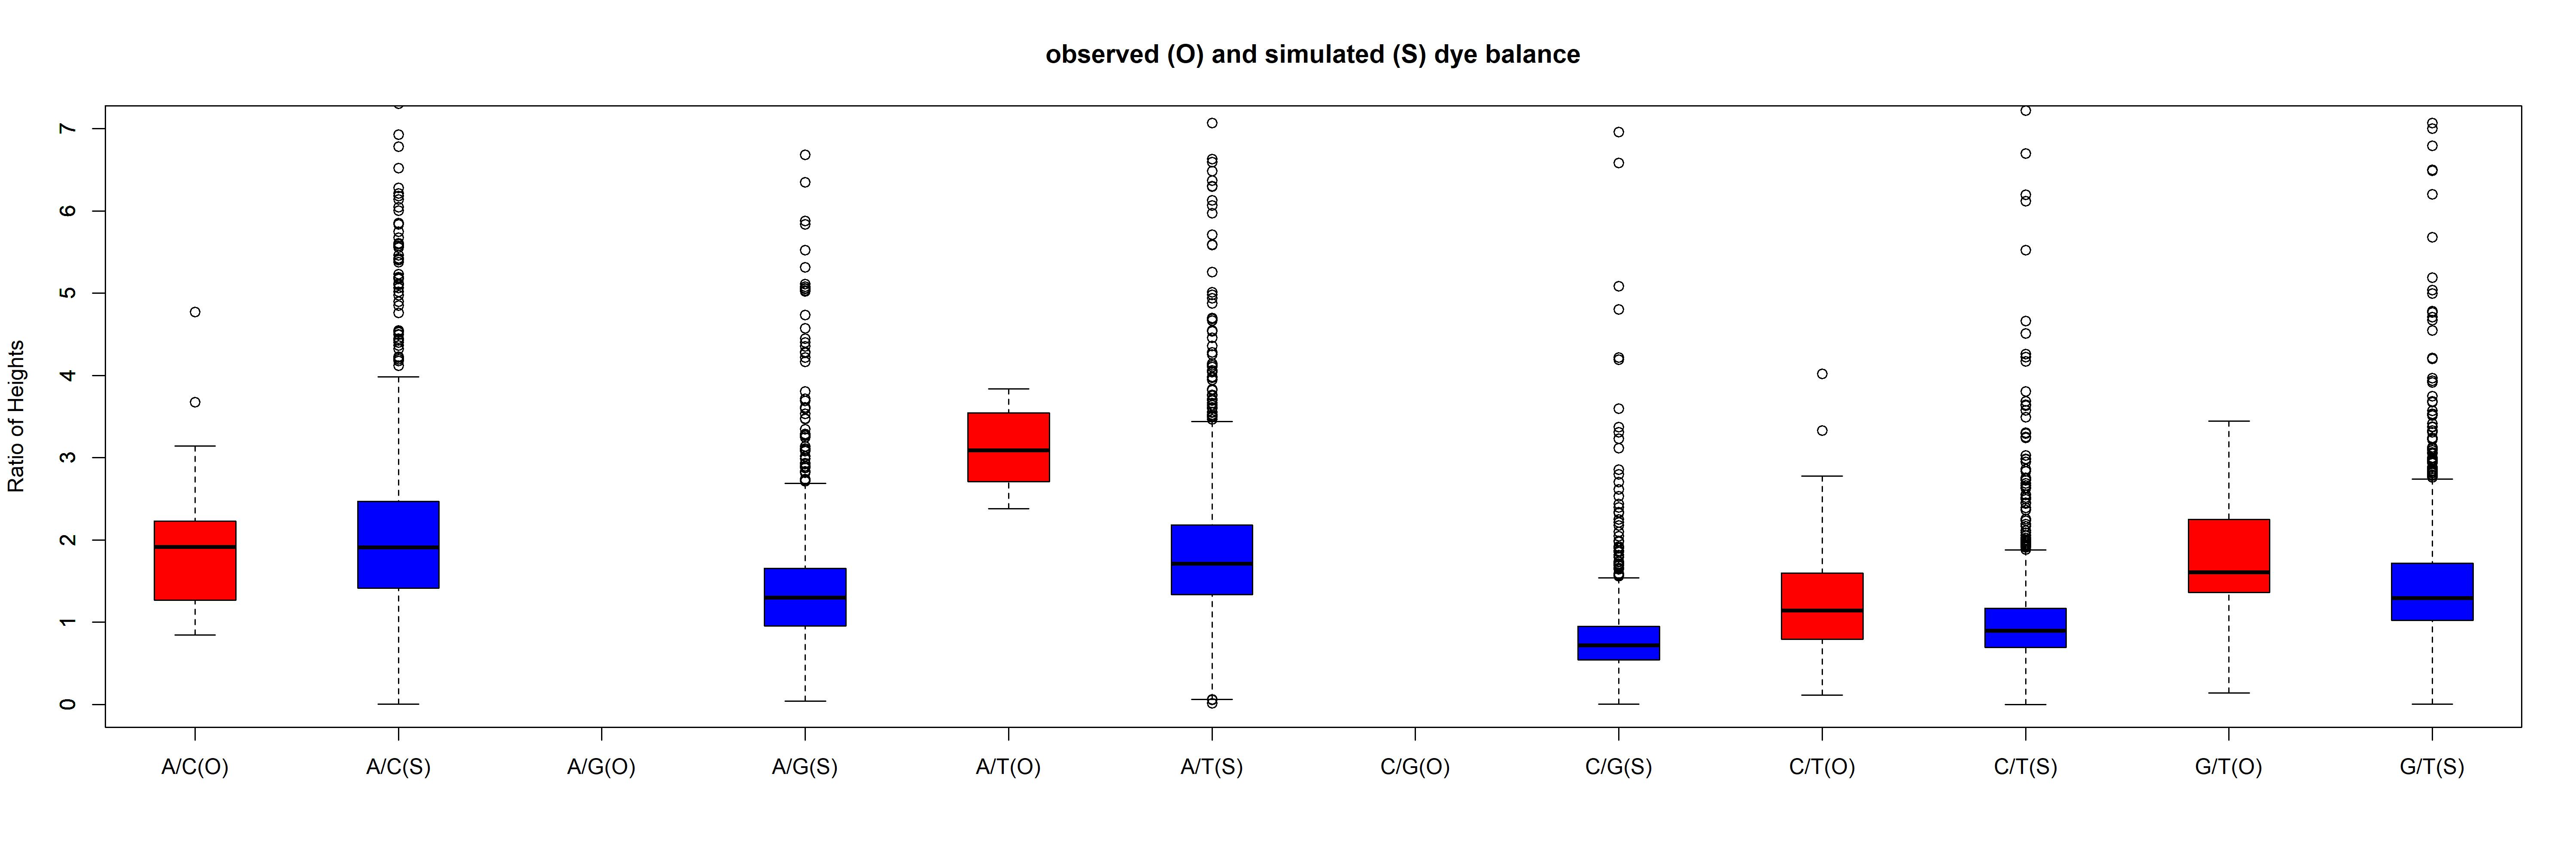 observed (O) and simulated (S) dye balance
Ratio of Heights
7
6
5
4
3
2
1
0
A/C(O) A/C(S) A/G(O) A/G(S) A/T(O) A/T(S) C/G(O) C/G(S) C/T(O) C/T(S) G/T(O) G/T(S)